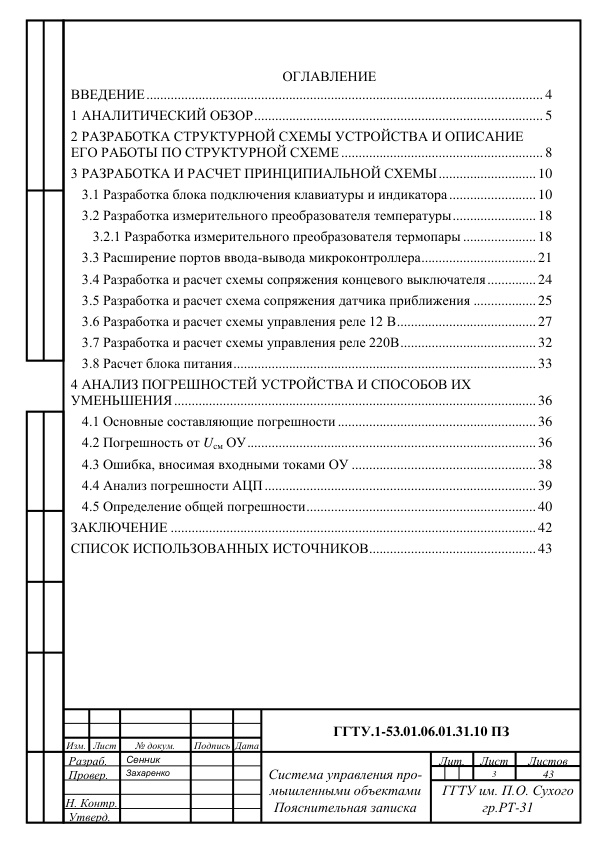 ОГЛАВЛЕНИЕ
ВВЕДЕНИЕ 4
1 АНАЛИТИЧЕСКИЙ ОБЗОР 5
2 РАЗРАБОТКА СТРУКТУРНОЙ СХЕМЫ УСТРОЙСТВА И ОПИСАНИЕ
ЕГО РАБОТЫ ПО СТРУКТУРНОЙ СХЕМЕ 8
3 РАЗРАБОТКА И РАСЧЕТ ПРИНЦИПИАЛЬНОЙ СХЕМЫ 10
3.1 Разработка блока подключения клавиатуры и индикатора 10
3.2 Разработка измерительного преобразователя температуры 18
3.2.1 Разработка измерительного преобразователя термопары 18
3.3 Расширение портов ввода-вывода микроконтроллера 21
3.4 Разработка и расчет схемы сопряжения концевого выключателя 24
3.5 Разработка и расчет схема сопряжения датчика приближения 25
3.6 Разработка и расчет схемы управления реле 12 В 27
3.7 Разработка и расчет схемы управления реле 220В 32
3.8 Расчет блока питания 33
4 АНАЛИЗ ПОГРЕШНОСТЕЙ УСТРОЙСТВА И СПОСОБОВ ИХ
УМЕНЬШЕНИЯ 36
4.1 Основные составляющие погрешности 36
4.2 Погрешность от Uсм ОУ 36
4.3 Ошибка, вносимая входными токами ОУ 38
4.4 Анализ погрешности АЦП 39
4.5 Определение общей погрешности 40
ЗАКЛЮЧЕНИЕ 42
СПИСОК ИСПОЛЬЗОВАННЫХ ИСТОЧНИКОВ 43
ГГТУ.1-53.01.06.01.31.10 ПЗ
Изм. Лист № докум. Подпись Дата
Разраб. Сенник
Провер. Захаренко
Н. Контр.
Утверд.
Система управления про-
мышленными объектами
Пояснительная записка
Лит. Лист Листов
3 43
ГГТУ им. П.О. Сухого
гр.РТ-31